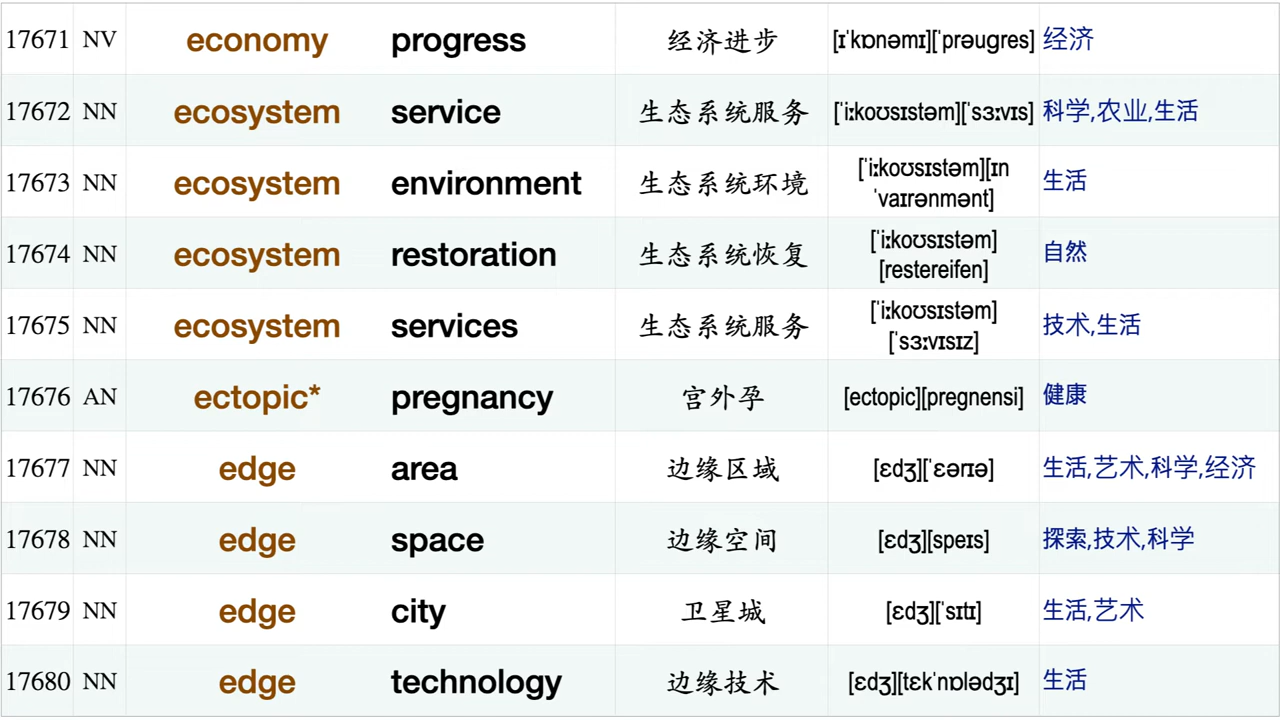 17671 NV economy progress 经济进步 [ɪˈkɒnəmɪ][ˈprəuɡres] 经济
17672 NN ecosystem service 生态系统服务 [ˈiːkoʊsɪstəm][ˈsɜːvɪs] 科学,农业,生活
17673 NN ecosystem environment 生态系统环境 [ˈiːkoʊsɪstəm][ɪnˈvaɪrənmənt] 生活
17674 NN ecosystem restoration 生态系统恢复 [ˈiːkoʊsɪstəm][restereifen] 自然
17675 NN ecosystem services 生态系统服务 [ˈiːkoʊsɪstəm][ˈsɜːvɪsɪz] 技术,生活
17676 AN ectopic* pregnancy 宫外孕 [ectopic][pregnensi] 健康
17677 NN edge area 边缘区域 [ɛdʒ][ˈɛərɪə] 生活,艺术,科学,经济
17678 NN edge space 边缘空间 [ɛdʒ][speɪs] 探索,技术,科学
17679 NN edge city 卫星城 [ɛdʒ][ˈsɪtɪ] 生活,艺术
17680 NN edge technology 边缘技术 [ɛdʒ][tɛkˈnɒlədʒɪ] 生活